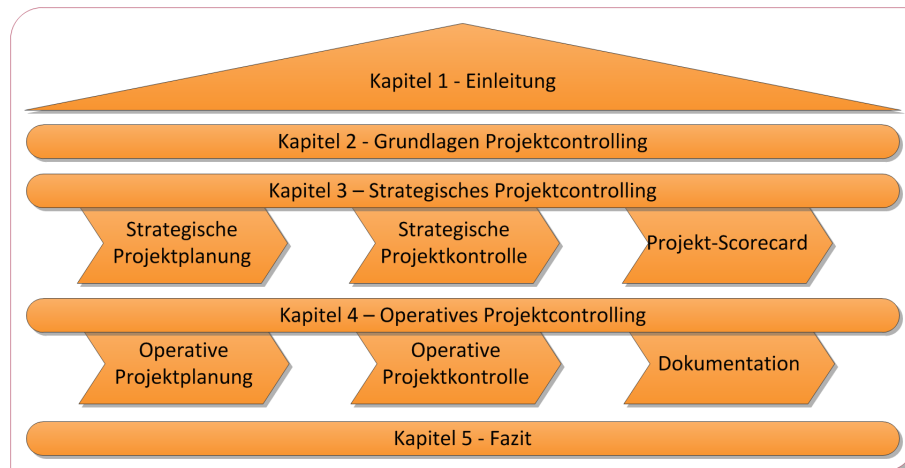 Kapitel 1 - Einleitung
Kapitel 2 - Grundlagen Projektcontrolling
Kapitel 3 – Strategisches Projektcontrolling
Strategische
Projektplanung
Strategische
Projektkontrolle
Projekt-Scorecard
Kapitel 4 – Operatives Projektcontrolling
Operative
Projektplanung
Operative
Projektkontrolle
Dokumentation
Kapitel 5 - Fazit